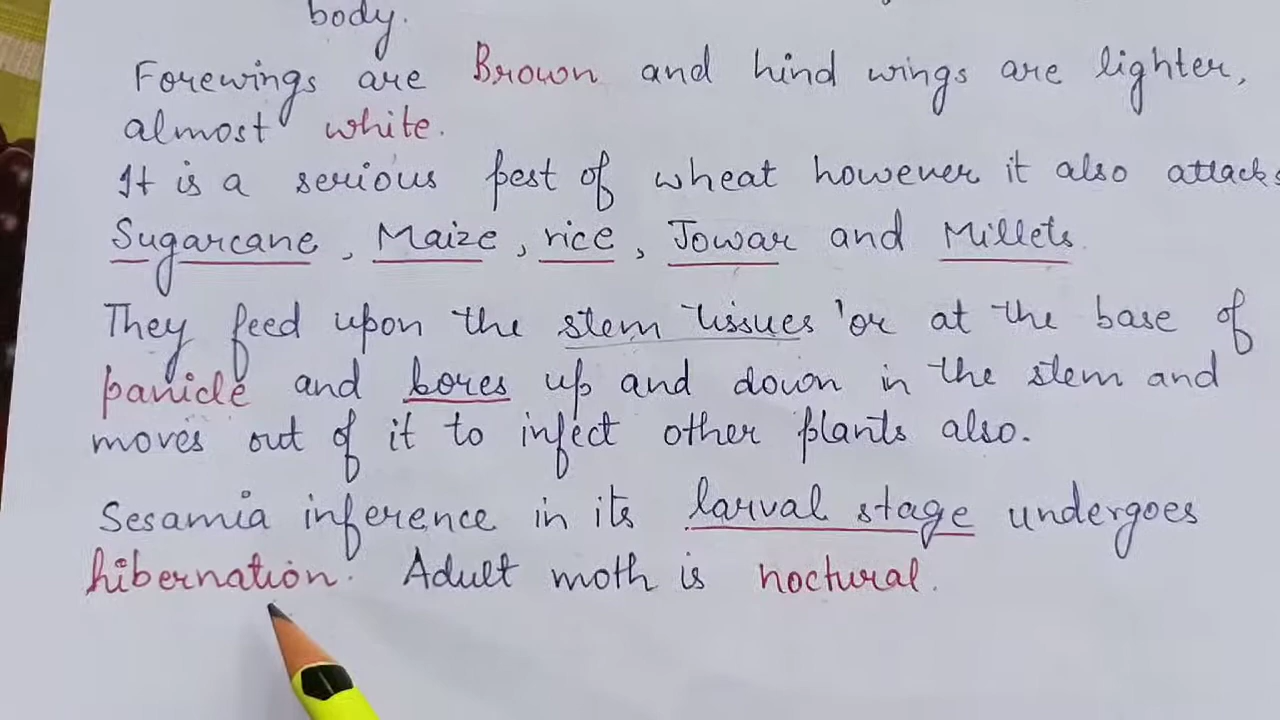 body.
Forewings are Brown and hind wings are lighter,
almost white.
It is a serious pest of wheat however it also attacks
Sugarcane, Maize, rice, Jowar and Millets.
They feed upon the stem tissues 'or at the base of
panicle and bores up and down in the stem and
moves out of it to infect other plants also.
Sesamia inference in its larval stage undergoes
hibernation. Adult moth is noctural.